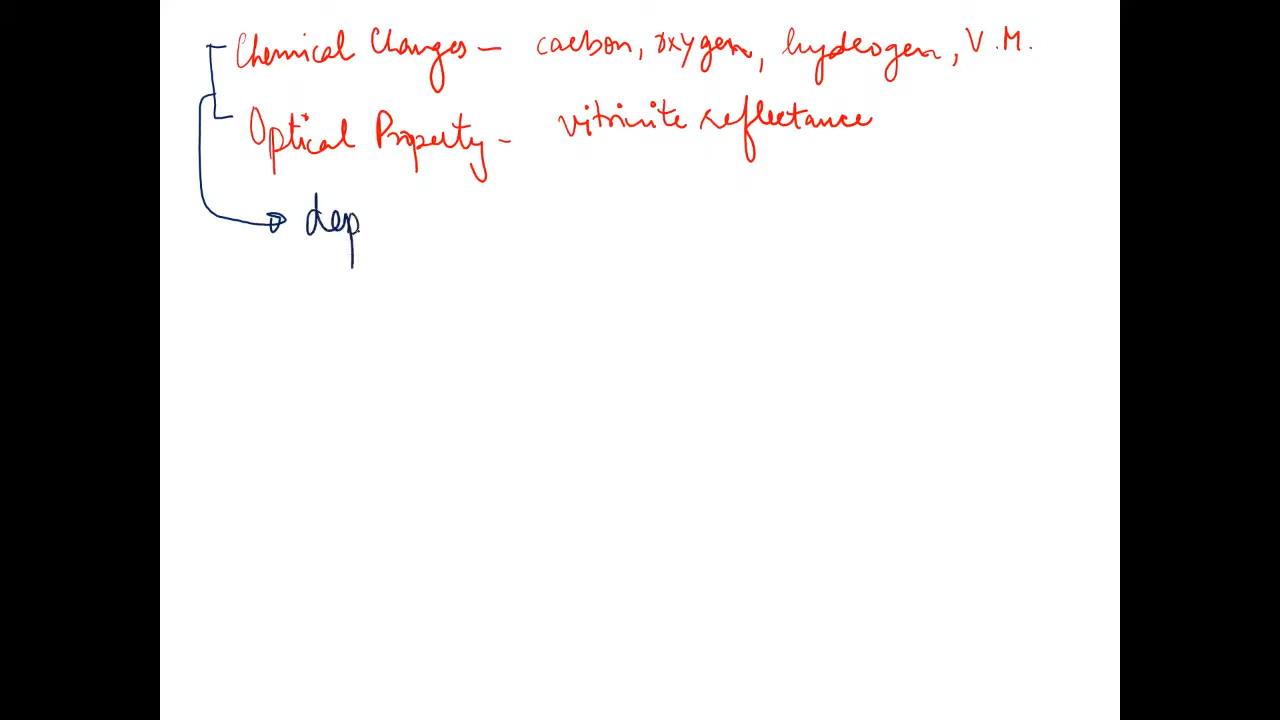 Chemical Changes - carbon, oxygen, hydrogen, V.M.
Optical Property - vitrinite reflectance
dep